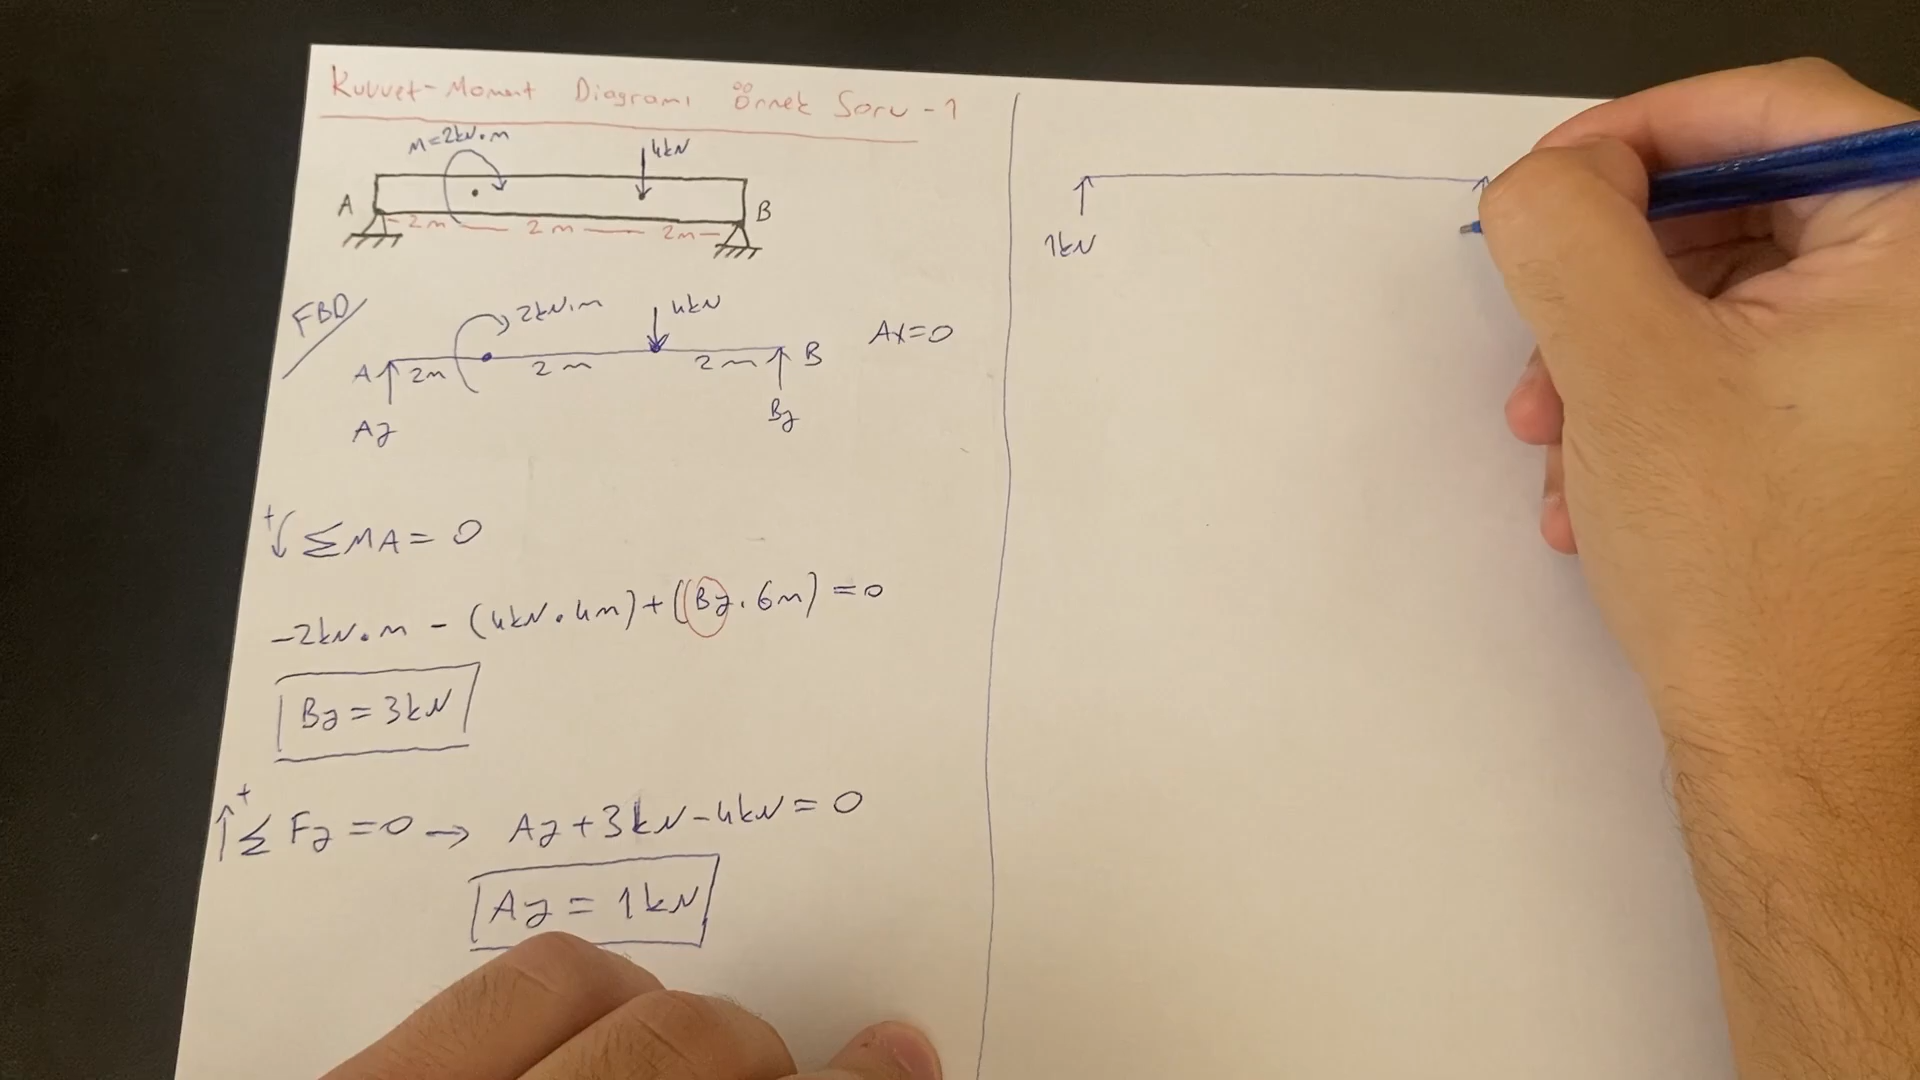 Kuvvet-Moment Diagramı Örnek Soru-1
M=2kN.m
4kN
A
B
2m
2m
2m
FBD
2kN.m
4kN
Ax=0
A
2m
2m
2m
B
Ay
By
+ ΣMA=0
-2kN.m - (4kN.4m)+(By.6m)=0
By=3kN
+ ΣFy=0 → Ay+3kN-4kN=0
Ay=1kN
1kN